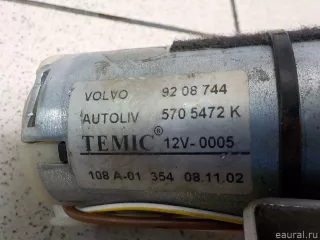 VOLVO 92 08 744
AUTOLIV 570 5472 K
TEMIC® 12V-0005
108 A-01 354 08.11.02
© eaural.ru